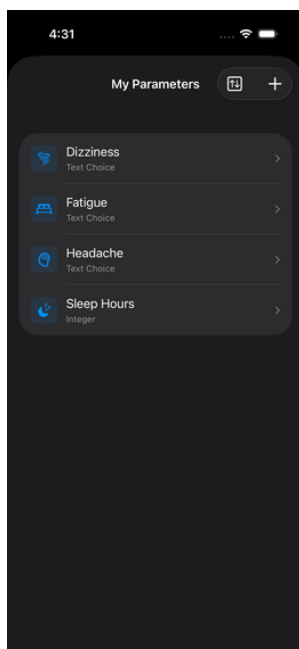 4:31
My Parameters
Dizziness
Text Choice
Fatigue
Text Choice
Headache
Text Choice
Sleep Hours
Integer